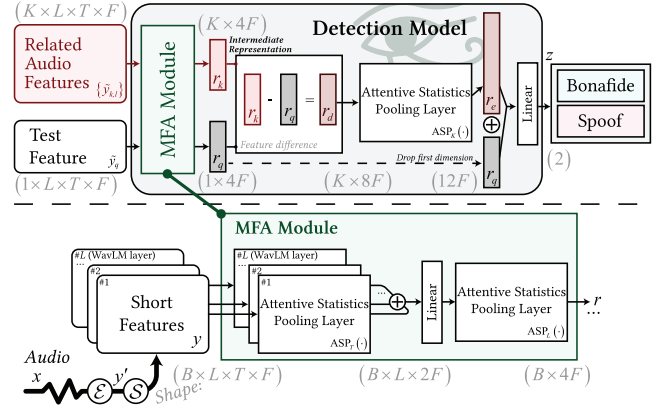 (K × L × T × F)
(K × 4F)
Detection Model
Related
Audio
Features {ỹ_{k,l}}
MFA Module
Intermediate
Representation
r_k
r_k - r_q = r_d
Feature difference
Attentive Statistics
Pooling Layer
ASP_K(·)
r_e
⊕
r_q
Linear
z
Bonafide
Spoof
(2)
Test
Feature ỹ_q
r_q
Drop first dimension
(1 × L × T × F)
(1 × 4F)
(K × 8F)
(12F)
MFA Module
#L (WavLM layer)
...
#2
#1
Short
Features
y
#L (WavLM layer)
...
#2
#1
Attentive Statistics
Pooling Layer
ASP_T(·)
...
⊕
Linear
Attentive Statistics
Pooling Layer
ASP_L(·)
r
...
Audio
x
ℰ
y′
𝒮
Shape:
(B × L × T × F)
(B × L × 2F)
(B × 4F)